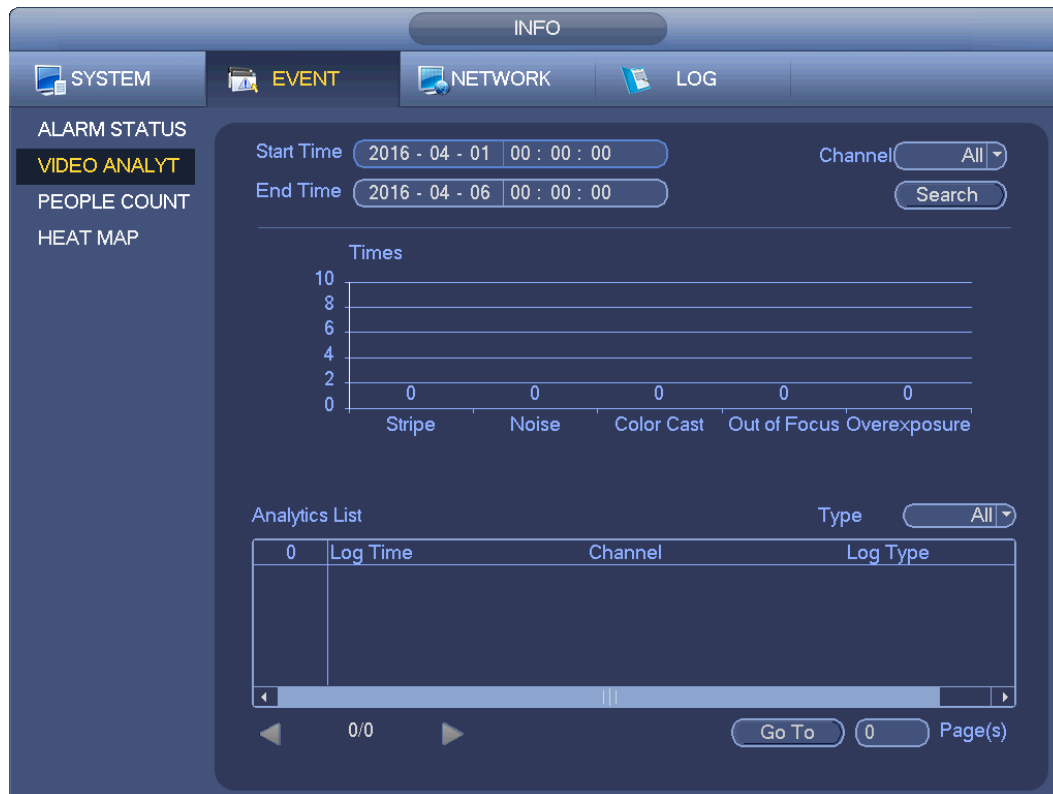 INFO
SYSTEM EVENT NETWORK LOG
ALARM STATUS
VIDEO ANALYT
PEOPLE COUNT
HEAT MAP
Start Time 2016 - 04 - 01 00 : 00 : 00 Channel All
End Time 2016 - 04 - 06 00 : 00 : 00 Search
Times
10
8
6
4
2
0
0 0 0 0 0
Stripe Noise Color Cast Out of Focus Overexposure
Analytics List Type All
0 Log Time Channel Log Type
0/0 Go To 0 Page(s)